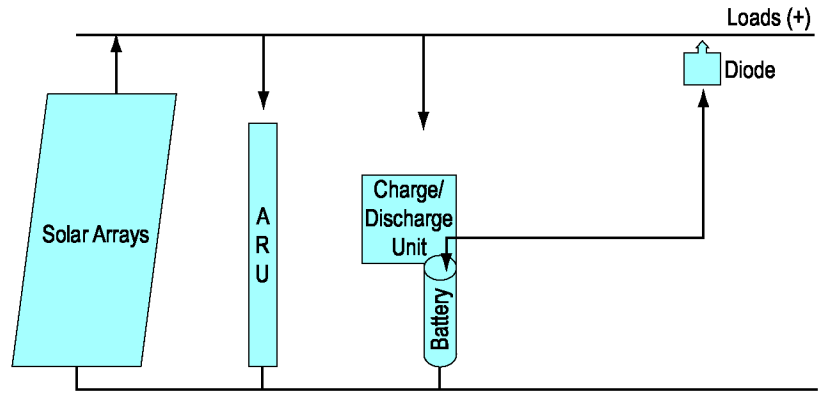 Loads (+)
Diode
Solar Arrays
A
R
U
Charge/
Discharge
Unit
Battery